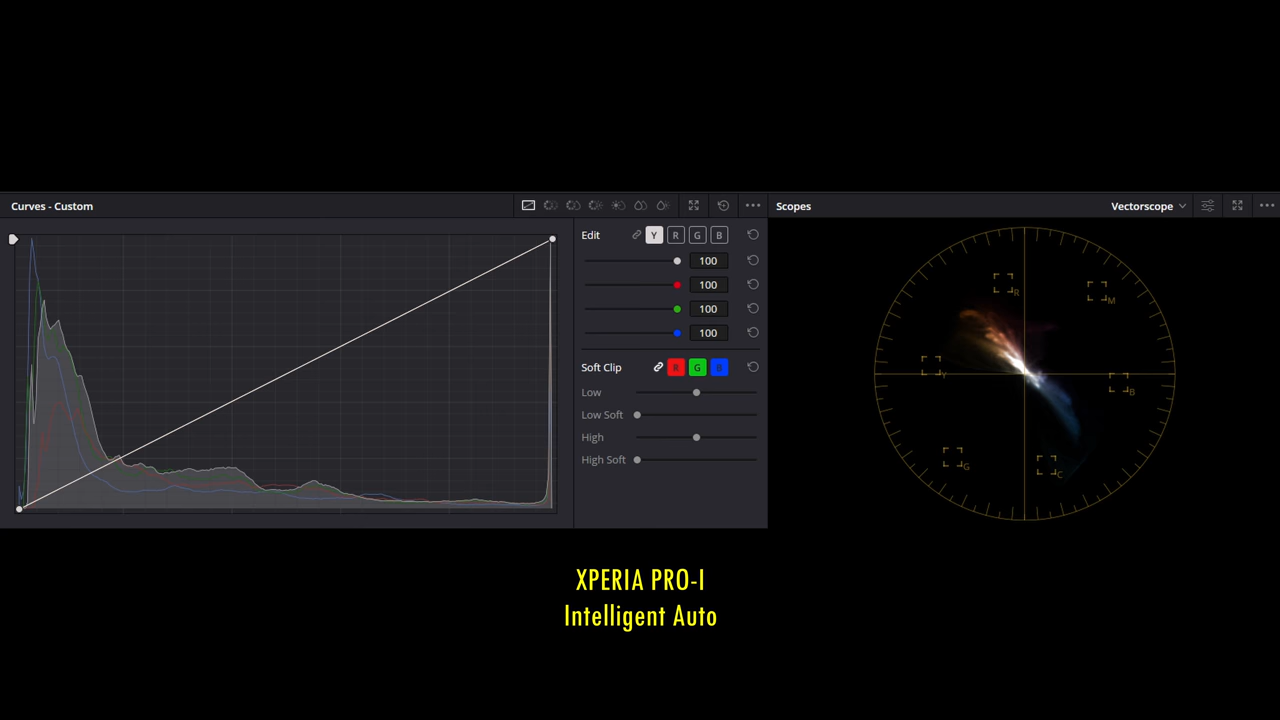 Curves - Custom
Scopes
Vectorscope
Edit
Y
R
G
B
100
100
100
100
Soft Clip
R
G
B
Low
Low Soft
High
High Soft
R
M
Y
B
G
C
XPERIA PRO-I
Intelligent Auto